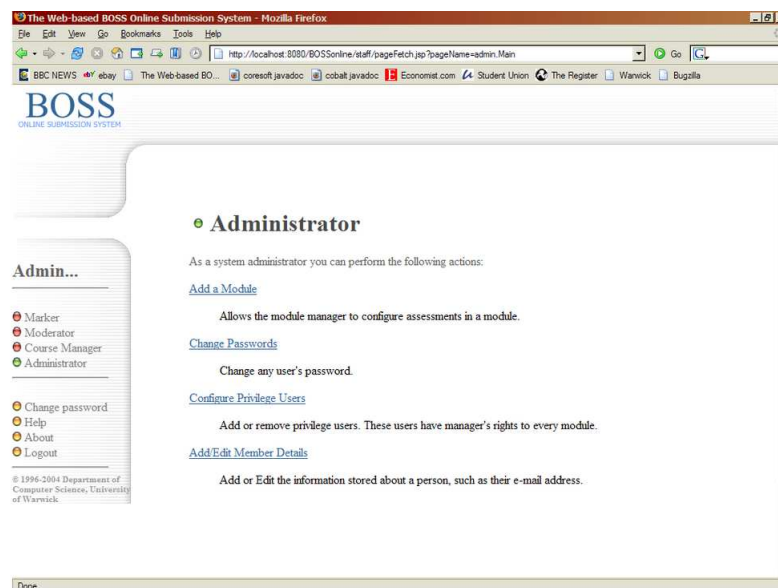 The Web-based BOSS Online Submission System - Mozilla Firefox
File Edit View Go Bookmarks Tools Help
http://localhost:8080/BOSSonline/staff/pageFetch.jsp?pageName=admin.Main Go
BBC NEWS ebay The Web-based BO... coresoft javadoc cobalt javadoc Economist.com Student Union The Register Warwick Bugzilla
BOSS
ONLINE SUBMISSION SYSTEM
Administrator
As a system administrator you can perform the following actions:
Add a Module
Allows the module manager to configure assessments in a module.
Change Passwords
Change any user's password.
Configure Privilege Users
Add or remove privilege users. These users have manager's rights to every module.
Add/Edit Member Details
Add or Edit the information stored about a person, such as their e-mail address.
Admin...
Marker
Moderator
Course Manager
Administrator
Change password
Help
About
Logout
© 1996-2004 Department of
Computer Science, University
of Warwick
Done